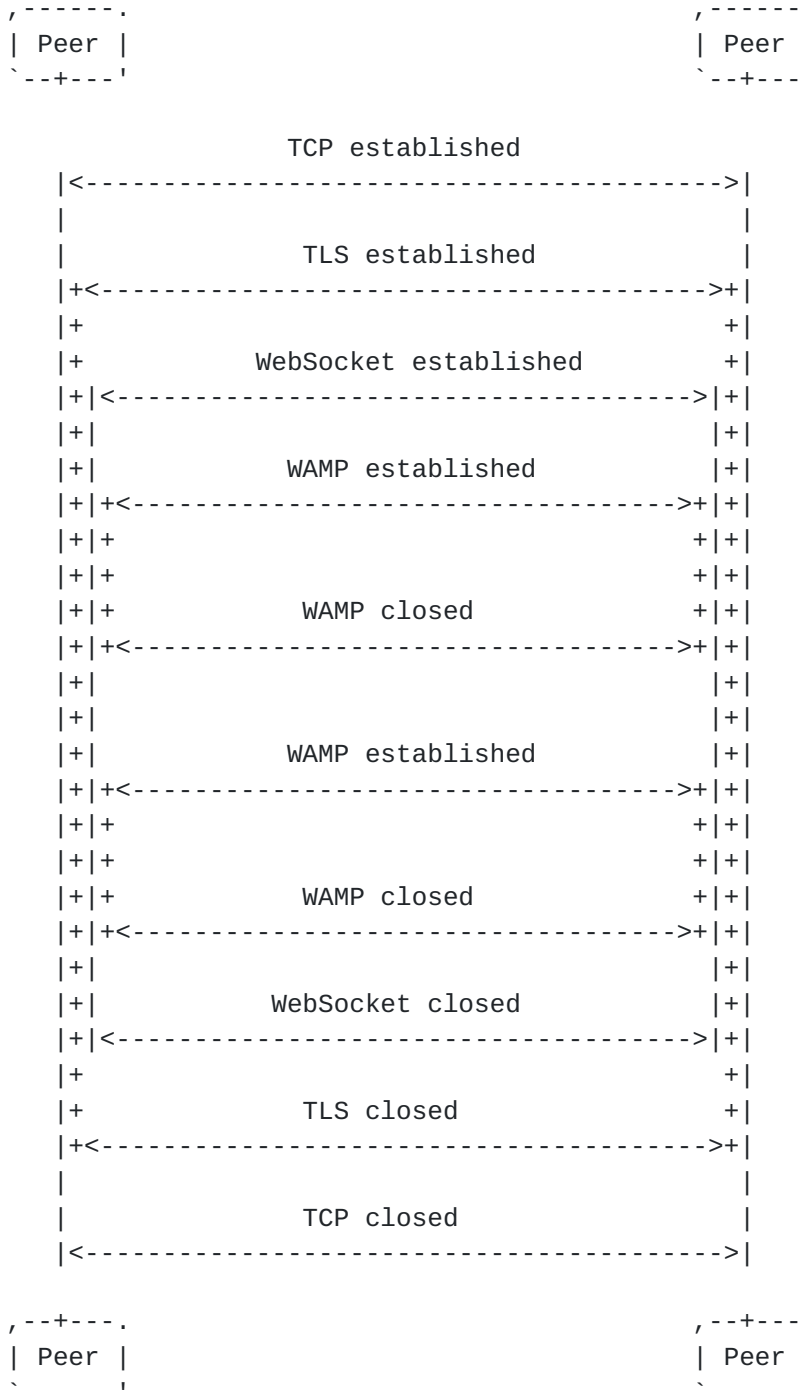 Peer Peer
TCP established
TLS established
WebSocket established
WAMP established
WAMP closed
WAMP established
WAMP closed
WebSocket closed
TLS closed
TCP closed
Peer Peer